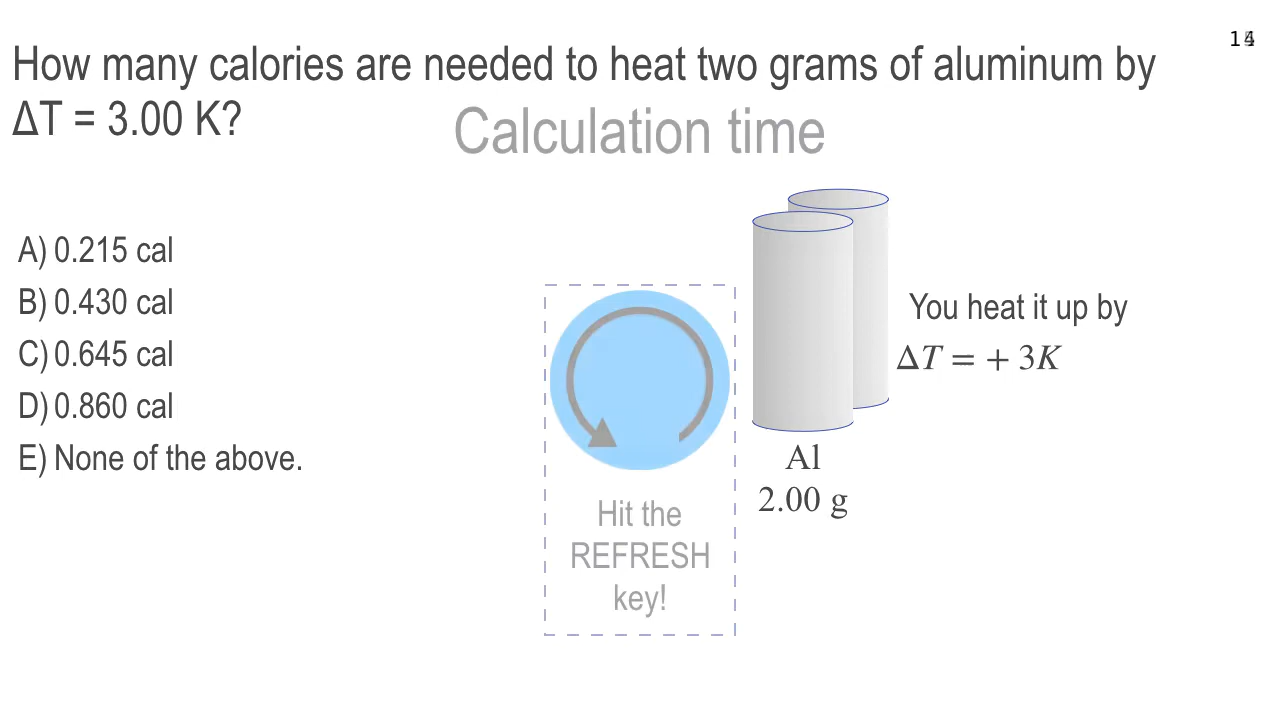 How many calories are needed to heat two grams of aluminum by
ΔT = 3.00 K?
Calculation time
A) 0.215 cal
B) 0.430 cal
C) 0.645 cal
D) 0.860 cal
E) None of the above.
You heat it up by
ΔT = + 3K
Al
2.00 g
Hit the
REFRESH
key!